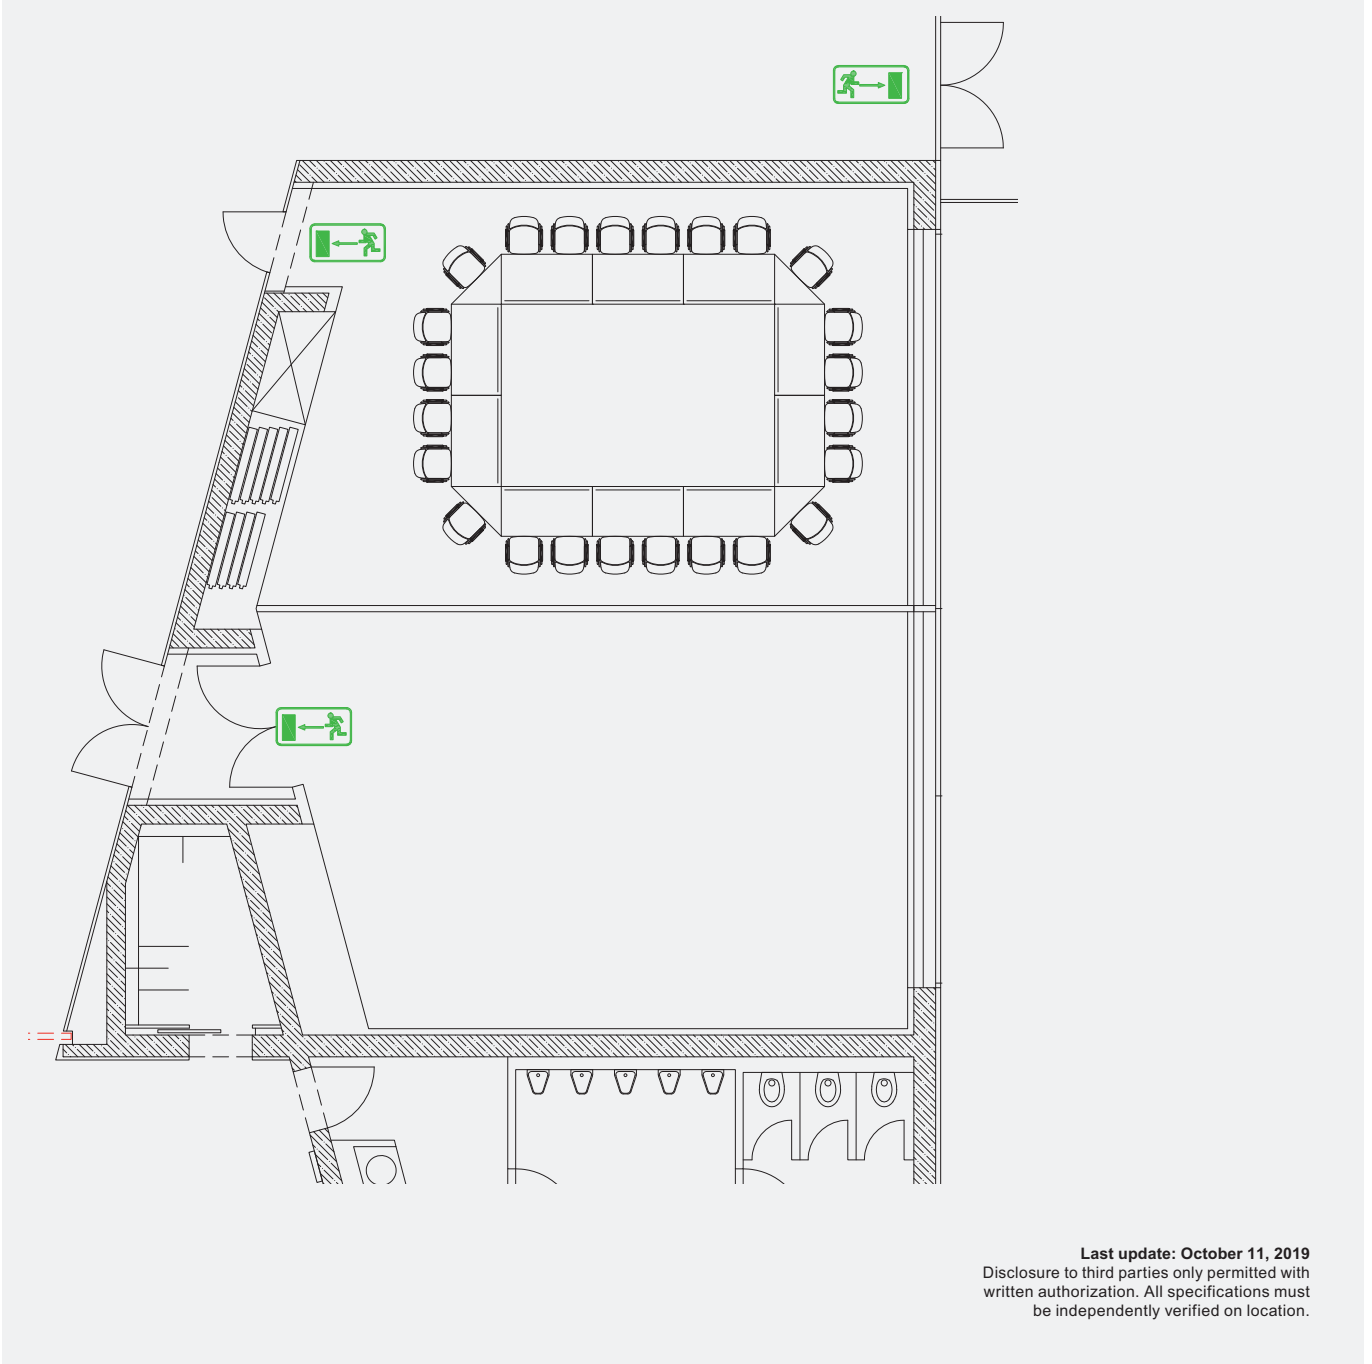 Last update: October 11, 2019
Disclosure to third parties only permitted with
written authorization. All specifications must
be independently verified on location.